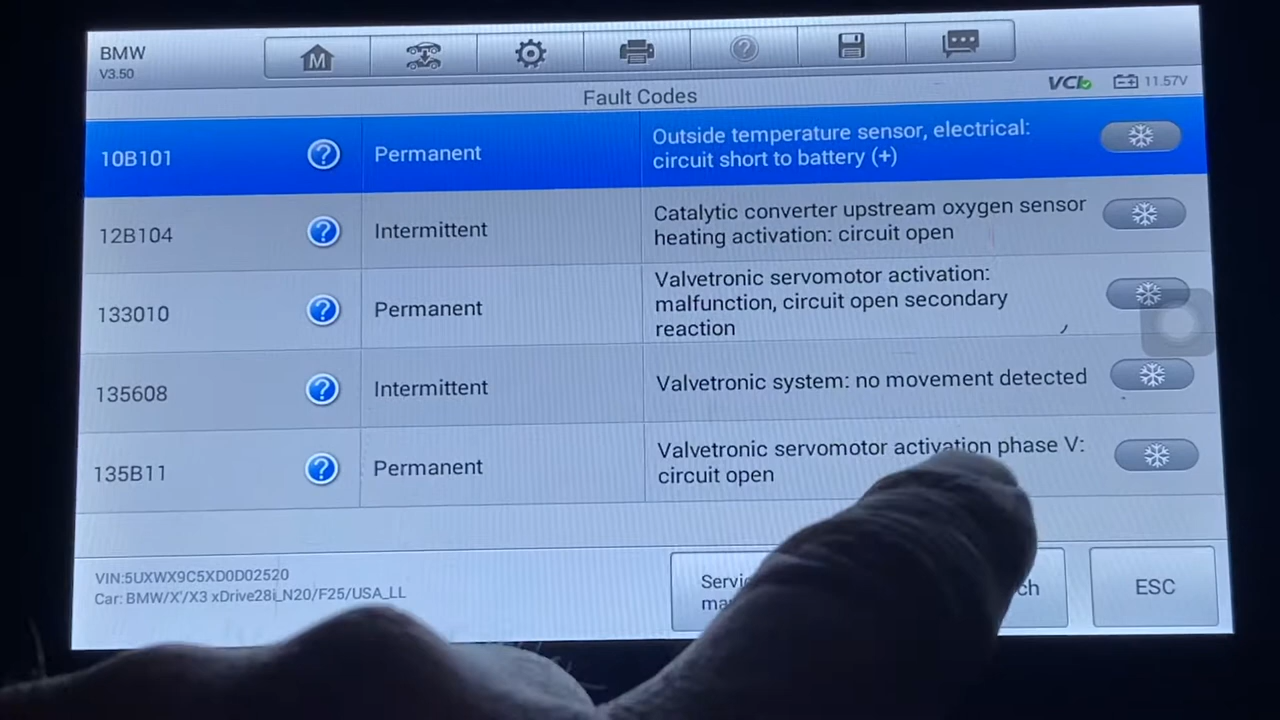 BMW
V3.50
M
VCI
11.57V
Fault Codes
10B101
?
Permanent
Outside temperature sensor, electrical:
circuit short to battery (+)
12B104
?
Intermittent
Catalytic converter upstream oxygen sensor
heating activation: circuit open
133010
?
Permanent
Valvetronic servomotor activation:
malfunction, circuit open secondary
reaction
135608
?
Intermittent
Valvetronic system: no movement detected
135B11
?
Permanent
Valvetronic servomotor activation phase V:
circuit open
VIN:5UXWX9C5XD0D02520
Car: BMW/X'/X3 xDrive28i_N20/F25/USA_LL
ESC